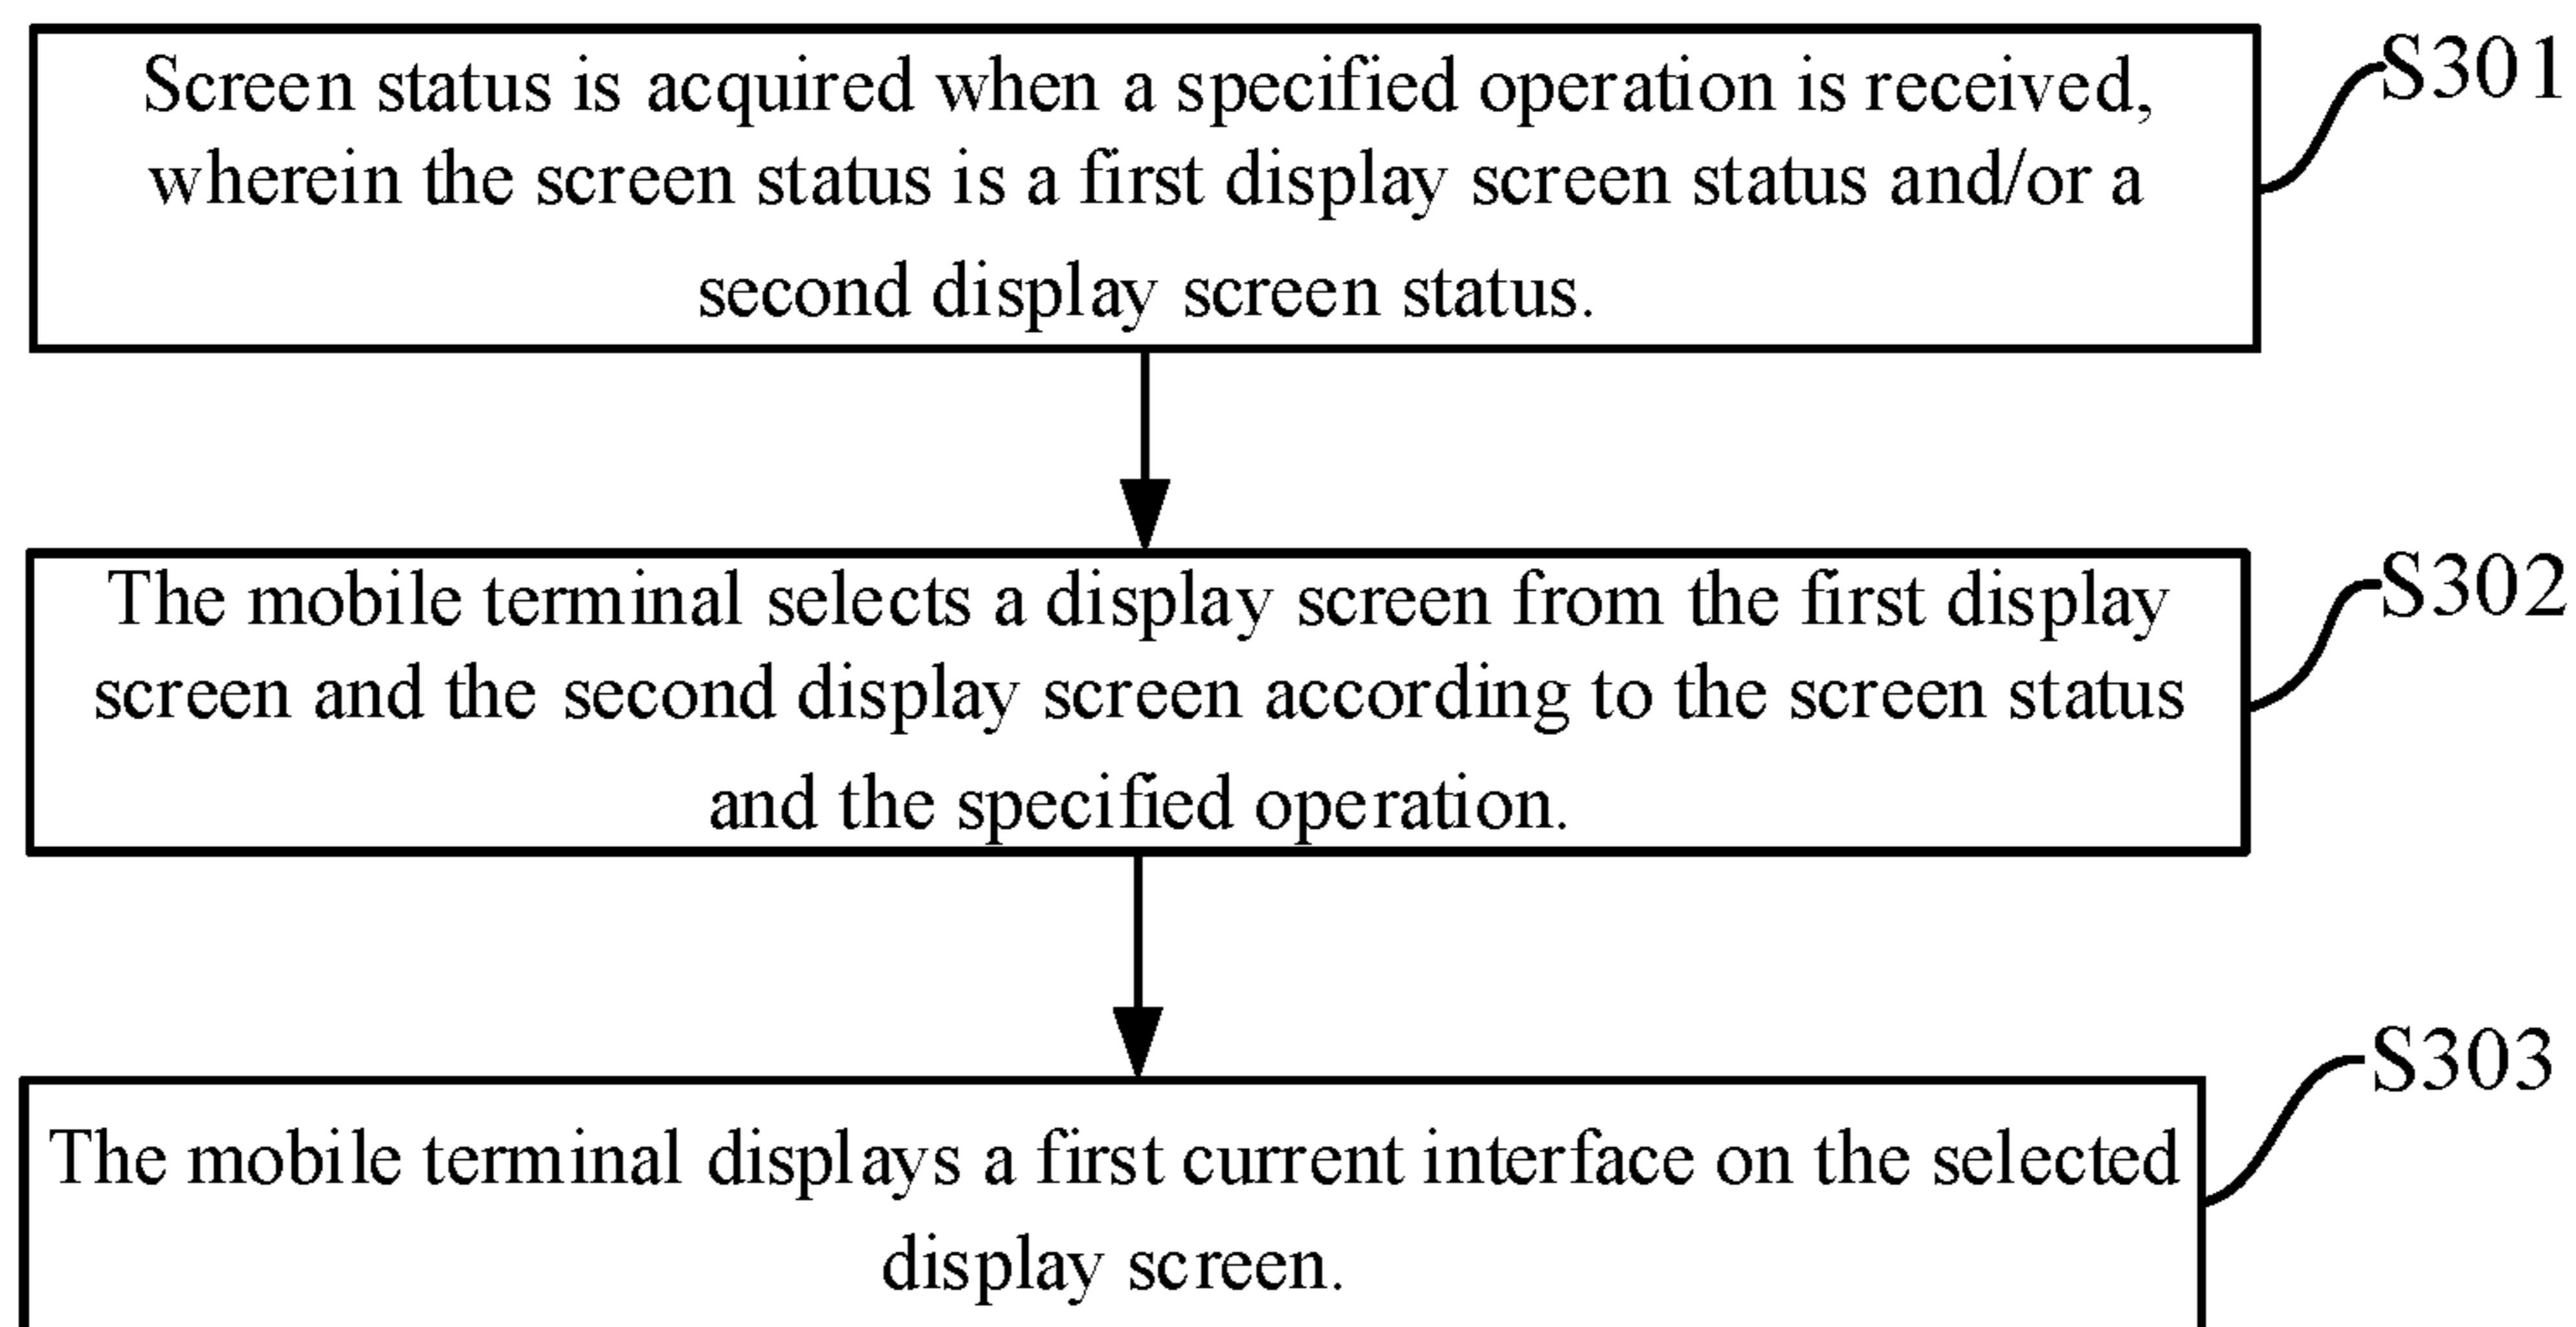 Screen status is acquired when a specified operation is received,
wherein the screen status is a first display screen status and/or a
second display screen status.
S301
The mobile terminal selects a display screen from the first display
screen and the second display screen according to the screen status
and the specified operation.
S302
The mobile terminal displays a first current interface on the selected
display screen.
S303